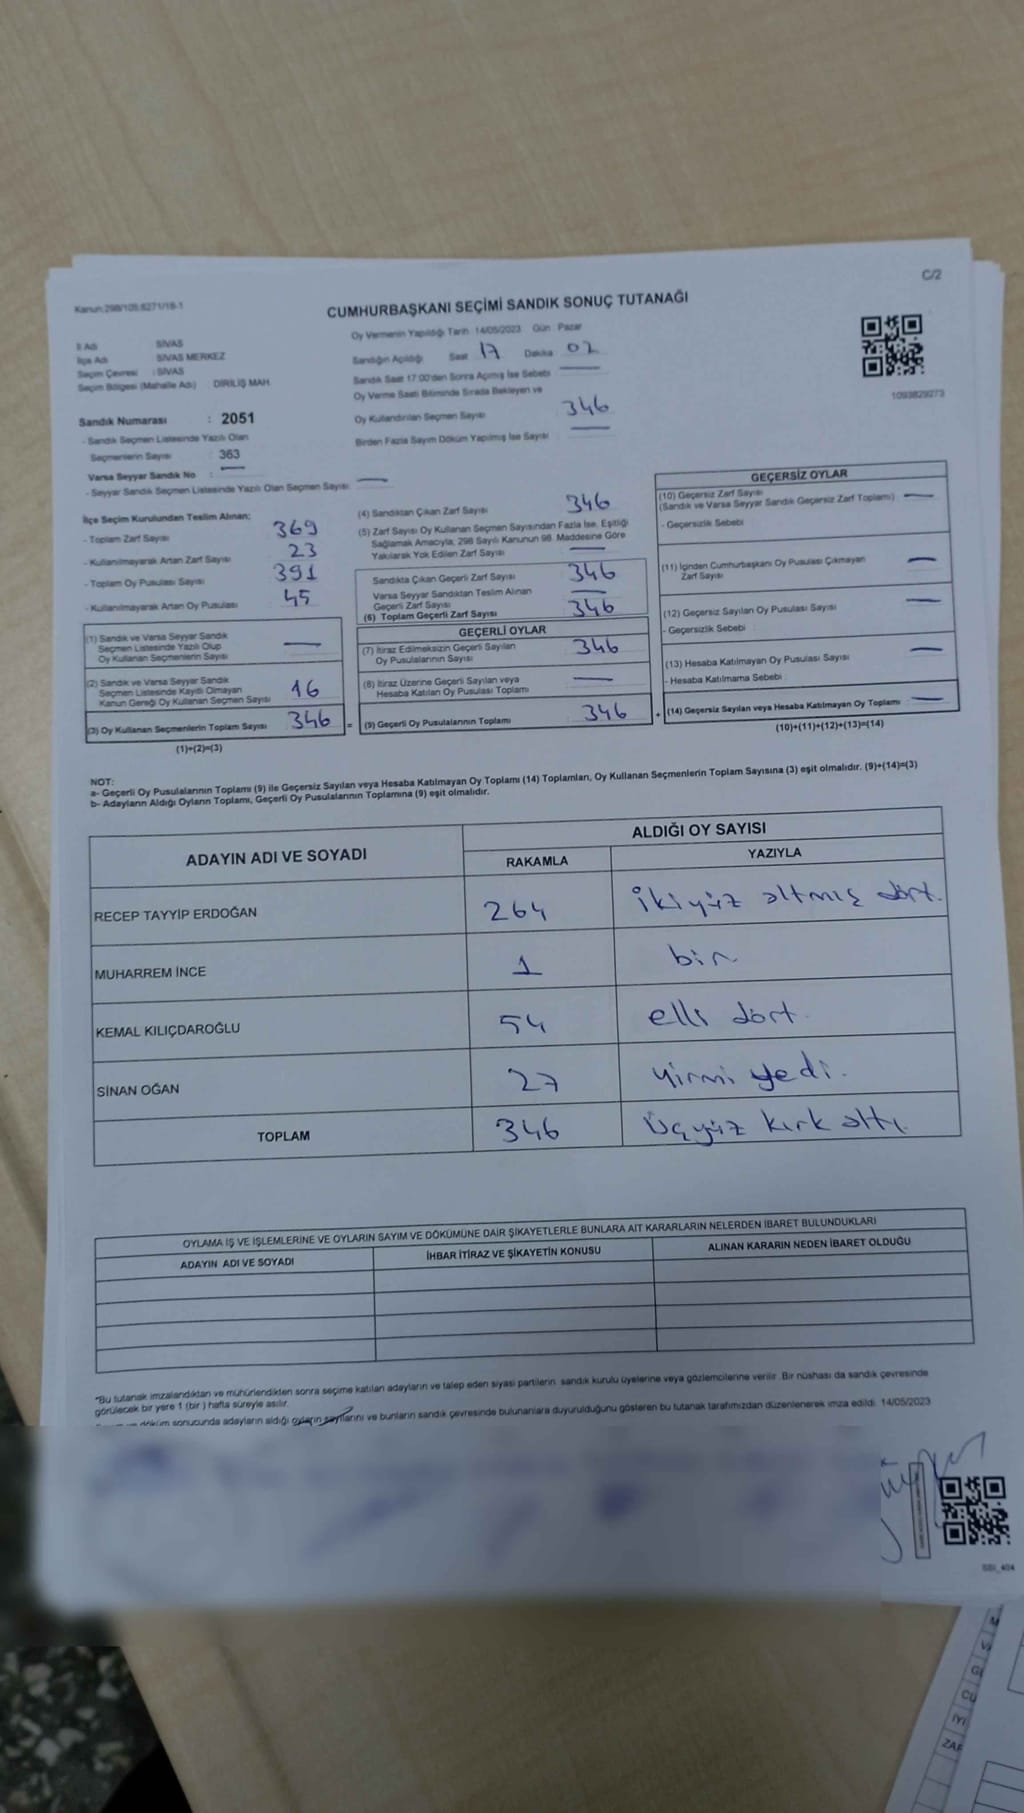 C/2
Kanun:298/105,6271/18-1
CUMHURBAŞKANI SEÇİMİ SANDIK SONUÇ TUTANAĞI
İl Adı : SİVAS
İlçe Adı : SİVAS MERKEZ
Seçim Çevresi : SİVAS
Seçim Bölgesi (Mahalle Adı) : DİRİLİŞ MAH.
Sandık Numarası : 2051
- Sandık Seçmen Listesinde Yazılı Olan
Seçmenlerin Sayısı : 363
Varsa Seyyar Sandık No : —
- Seyyar Sandık Seçmen Listesinde Yazılı Olan Seçmen Sayısı: —
Oy Vermenin Yapıldığı Tarih :14/05/2023 Gün : Pazar
Sandığın Açıldığı Saat 17 Dakika 02
Sandık Saat 17:00'den Sonra Açılmış İse Sebebi —
Oy Verme Saati Bitiminde Sırada Bekleyen ve
Oy Kullandırılan Seçmen Sayısı 346
Birden Fazla Sayım Döküm Yapılmış İse Sayısı —
1093829273
İlçe Seçim Kurulundan Teslim Alınan;
- Toplam Zarf Sayısı 369
- Kullanılmayarak Artan Zarf Sayısı 23
- Toplam Oy Pusulası Sayısı 391
- Kullanılmayarak Artan Oy Pusulası 45
(1) Sandık ve Varsa Seyyar Sandık
Seçmen Listesinde Yazılı Olup
Oy Kullanan Seçmenlerin Sayısı —
(2) Sandık ve Varsa Seyyar Sandık
Seçmen Listesinde Kayıtlı Olmayan
Kanun Gereği Oy Kullanan Seçmen Sayısı 16
(3) Oy Kullanan Seçmenlerin Toplam Sayısı 346 =
(1)+(2)=(3)
(4) Sandıktan Çıkan Zarf Sayısı 346
(5) Zarf Sayısı Oy Kullanan Seçmen Sayısından Fazla İse, Eşitliği
Sağlamak Amacıyla, 298 Sayılı Kanunun 98. Maddesine Göre
Yakılarak Yok Edilen Zarf Sayısı —
Sandıkta Çıkan Geçerli Zarf Sayısı 346
Varsa Seyyar Sandıktan Teslim Alınan
Geçerli Zarf Sayısı —
(6) Toplam Geçerli Zarf Sayısı 346
GEÇERLİ OYLAR
(7) İtiraz Edilmeksizin Geçerli Sayılan
Oy Pusulalarının Sayısı 346
(8) İtiraz Üzerine Geçerli Sayılan veya
Hesaba Katılan Oy Pusulası Toplamı —
(9) Geçerli Oy Pusulalarının Toplamı 346 +
GEÇERSİZ OYLAR
(10) Geçersiz Zarf Sayısı
(Sandık ve Varsa Seyyar Sandık Geçersiz Zarf Toplamı) —
- Geçersizlik Sebebi :
(11) İçinden Cumhurbaşkanı Oy Pusulası Çıkmayan
Zarf Sayısı —
(12) Geçersiz Sayılan Oy Pusulası Sayısı —
- Geçersizlik Sebebi :
(13) Hesaba Katılmayan Oy Pusulası Sayısı —
- Hesaba Katılmama Sebebi :
(14) Geçersiz Sayılan veya Hesaba Katılmayan Oy Toplamı —
(10)+(11)+(12)+(13)=(14)
NOT:
a- Geçerli Oy Pusulalarının Toplamı (9) ile Geçersiz Sayılan veya Hesaba Katılmayan Oy Toplamı (14) Toplamları, Oy Kullanan Seçmenlerin Toplam Sayısına (3) eşit olmalıdır. (9)+(14)=(3)
b- Adayların Aldığı Oyların Toplamı, Geçerli Oy Pusulalarının Toplamına (9) eşit olmalıdır.
ADAYIN ADI VE SOYADI
ALDIĞI OY SAYISI
RAKAMLA YAZIYLA
RECEP TAYYİP ERDOĞAN 264 ikiyüz altmış dört.
MUHARREM İNCE 1 bir
KEMAL KILIÇDAROĞLU 54 elli dört.
SİNAN OĞAN 27 yirmi yedi.
TOPLAM 346 üçyüz kırk altı.
OYLAMA İŞ VE İŞLEMLERİNE VE OYLARIN SAYIM VE DÖKÜMÜNE DAİR ŞİKAYETLERLE BUNLARA AİT KARARLARIN NELERDEN İBARET BULUNDUKLARI
ADAYIN ADI VE SOYADI İHBAR İTİRAZ VE ŞİKAYETİN KONUSU ALINAN KARARIN NEDEN İBARET OLDUĞU
*Bu tutanak imzalandıktan ve mühürlendikten sonra seçime katılan adayların ve talep eden siyasi partilerin sandık kurulu üyelerine veya gözlemcilerine verilir. Bir nüshası da sandık çevresinde
görülecek bir yere 1 (bir ) hafta süreyle asılır.
döküm sonucunda adayların aldığı oyların sayılarını ve bunların sandık çevresinde bulunanlara duyurulduğunu gösteren bu tutanak tarafımızdan düzenlenerek imza edildi. 14/05/2023
SSI_404
ZAF